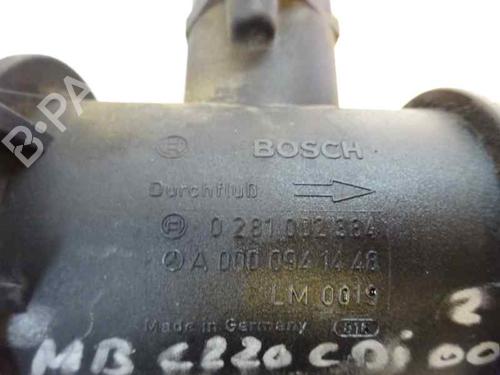 BOSCH
Durchfluß
0 281 002 384
A 000 094 14 48
LM 0019
Made in Germany
2
MB C220 CDi 00
B-PA